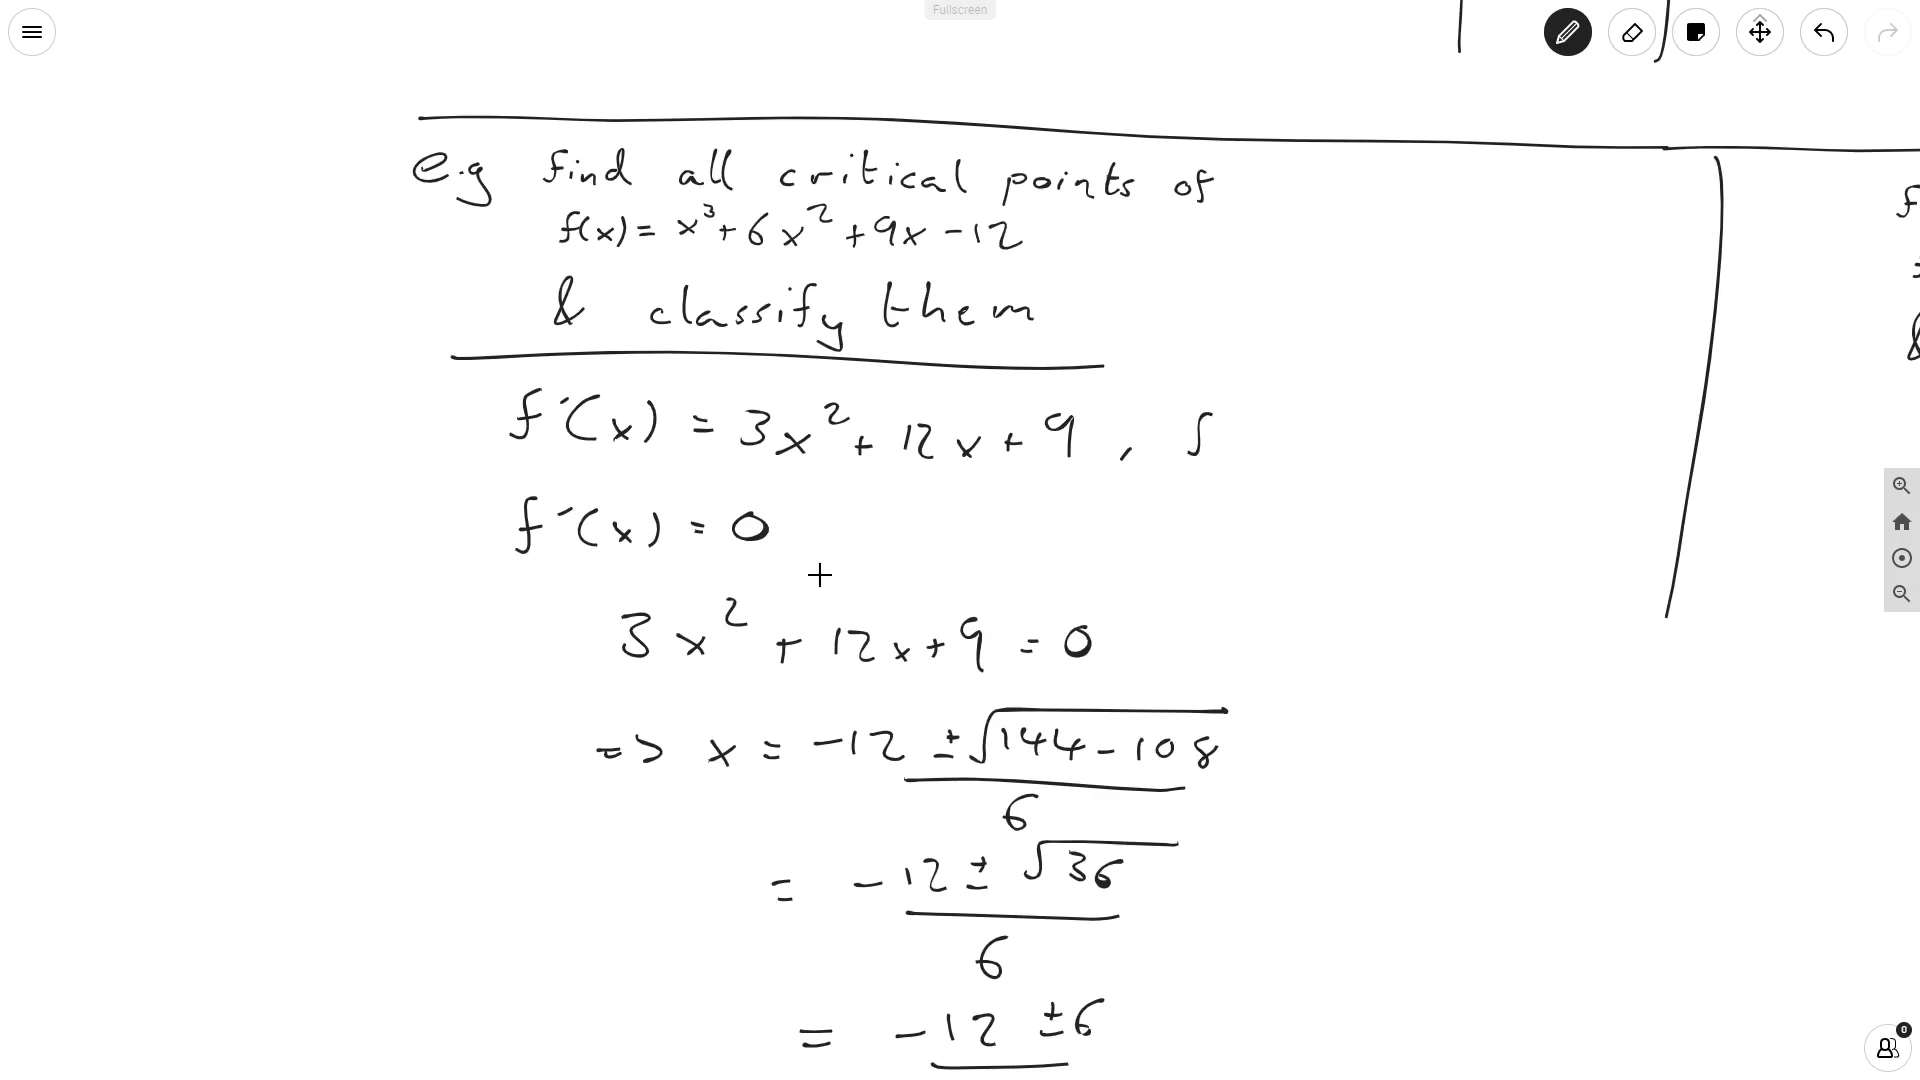 Fullscreen
e.g find all critical points of
f(x) = x³ + 6x² + 9x - 12
& classify them
f'(x) = 3x² + 12x + 9 , S
f'(x) = 0
3x² + 12x + 9 = 0
=> x = -12 ± √144 - 108
6
= -12 ± √36
6
= -12 ± 6
f
&
0